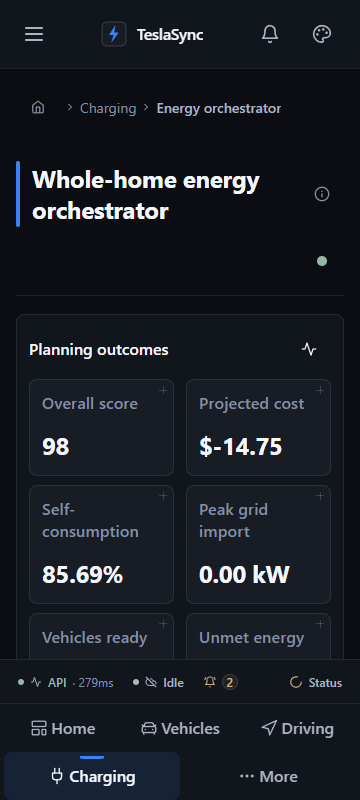 TeslaSync
Charging
Energy orchestrator
Whole-home energy
orchestrator
Planning outcomes
Overall score
98
Projected cost
$-14.75
Self-
consumption
85.69%
Peak grid
import
0.00 kW
Vehicles ready
Unmet energy
API · 279ms
Idle
2
Status
Home
Vehicles
Driving
Charging
More